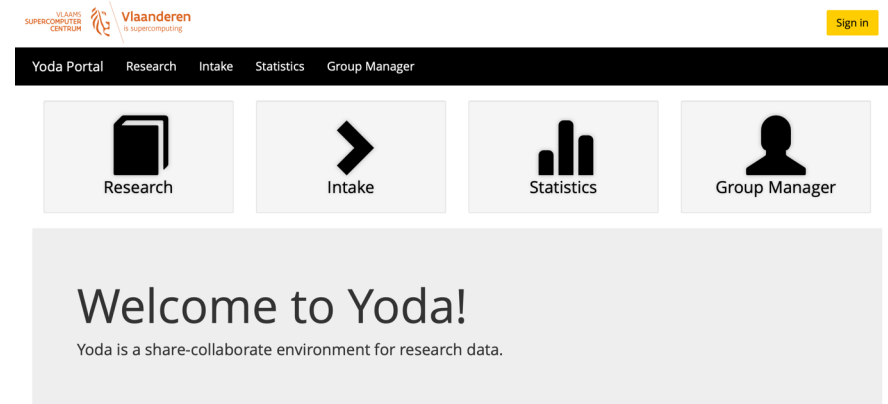 VLAAMS
SUPERCOMPUTER
CENTRUM
Vlaanderen
is supercomputing
Sign in
Yoda Portal Research Intake Statistics Group Manager
Research Intake Statistics Group Manager
Welcome to Yoda!
Yoda is a share-collaborate environment for research data.